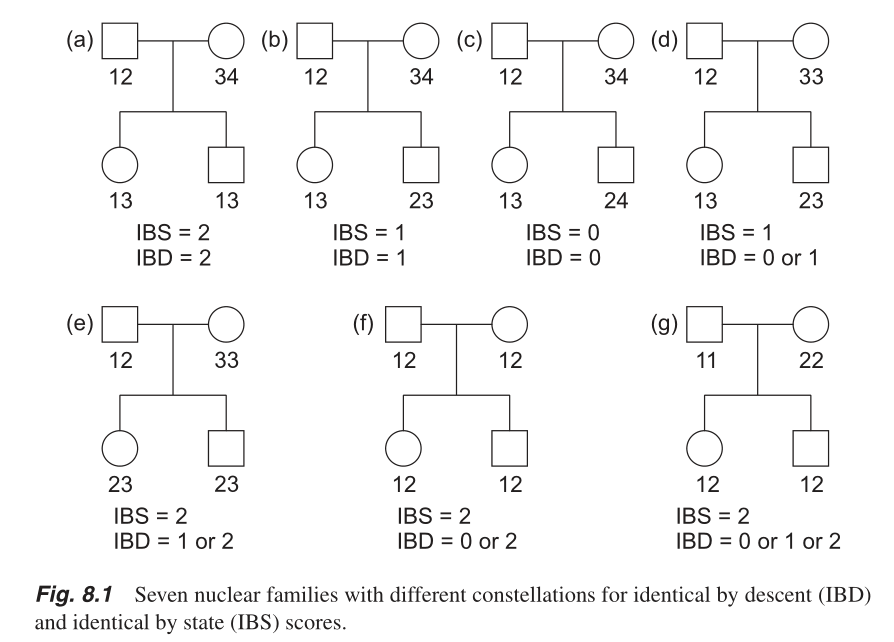 (a) (b) (c) (d)
12 34 12 34 12 34 12 33
13 13 13 23 13 24 13 23
IBS = 2 IBS = 1 IBS = 0 IBS = 1
IBD = 2 IBD = 1 IBD = 0 IBD = 0 or 1
(e) (f) (g)
12 33 12 12 11 22
23 23 12 12 12 12
IBS = 2 IBS = 2 IBS = 2
IBD = 1 or 2 IBD = 0 or 2 IBD = 0 or 1 or 2
Fig. 8.1 Seven nuclear families with different constellations for identical by descent (IBD)
and identical by state (IBS) scores.